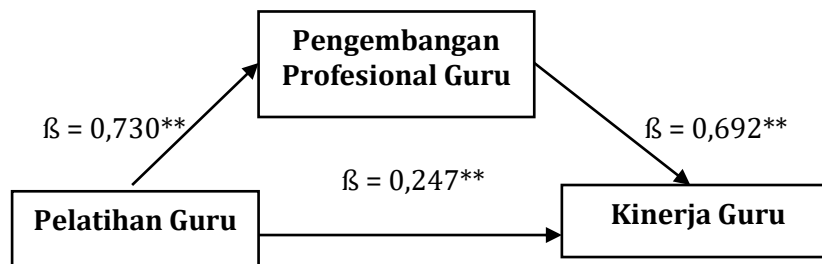 Pengembangan
Profesional Guru
ß = 0,730**
ß = 0,692**
ß = 0,247**
Pelatihan Guru
Kinerja Guru